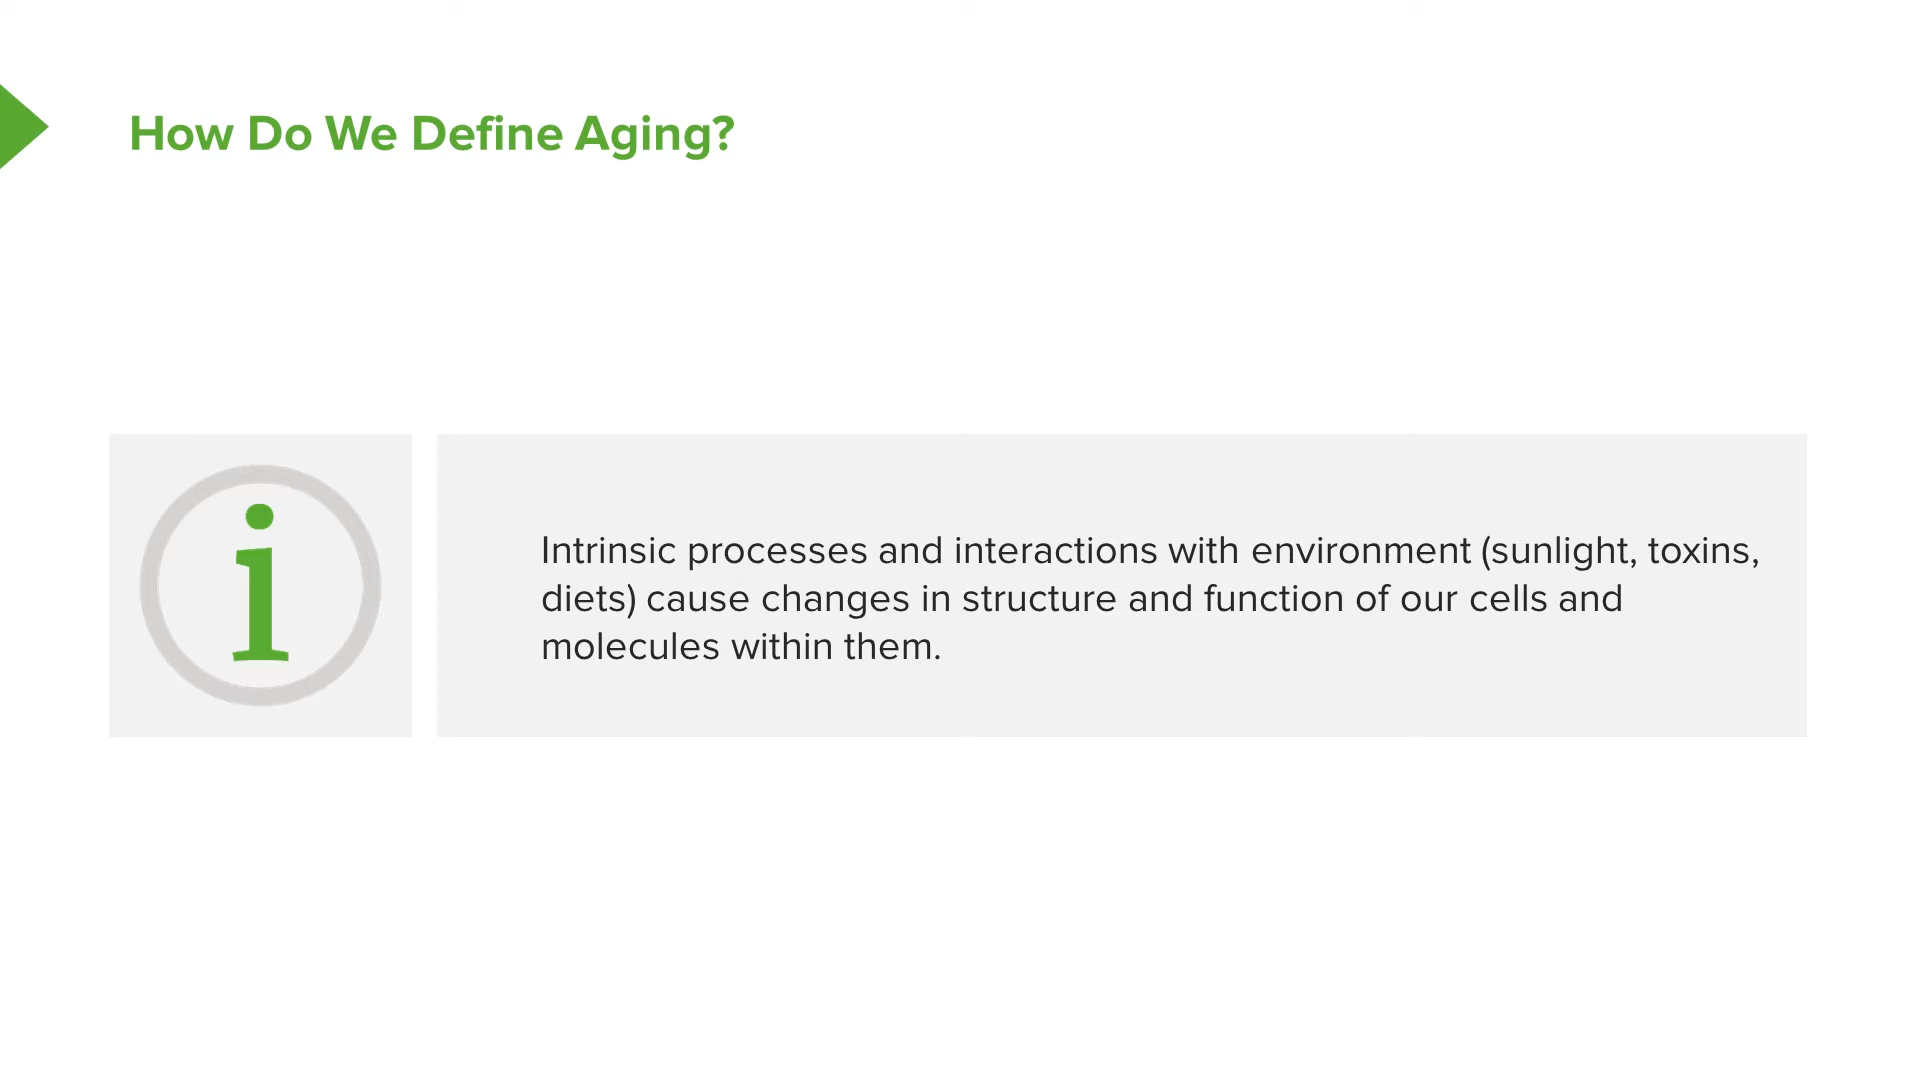 How Do We Define Aging?
i
Intrinsic processes and interactions with environment (sunlight, toxins,
diets) cause changes in structure and function of our cells and
molecules within them.